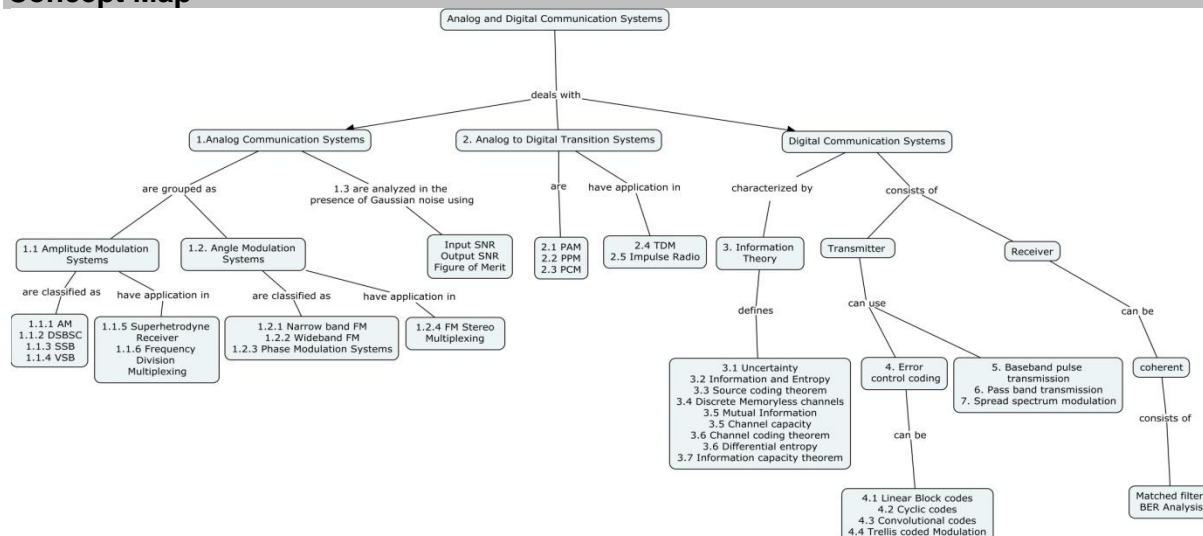 Concept Map
Analog and Digital Communication Systems
deals with
1.Analog Communication Systems
2. Analog to Digital Transition Systems
Digital Communication Systems
are grouped as
1.3 are analyzed in the
presence of Gaussian noise using
are
have application in
characterized by
consists of
1.1 Amplitude Modulation
Systems
1.2. Angle Modulation
Systems
Input SNR
Output SNR
Figure of Merit
2.1 PAM
2.2 PPM
2.3 PCM
2.4 TDM
2.5 Impulse Radio
3. Information
Theory
Transmitter
Receiver
are classified as
have application in
are classified as
have application in
defines
can use
can be
1.1.1 AM
1.1.2 DSBSC
1.1.3 SSB
1.1.4 VSB
1.1.5 Superhetrodyne
Receiver
1.1.6 Frequency
Division
Multiplexing
1.2.1 Narrow band FM
1.2.2 Wideband FM
1.2.3 Phase Modulation Systems
1.2.4 FM Stereo
Multiplexing
3.1 Uncertainty
3.2 Information and Entropy
3.3 Source coding theorem
3.4 Discrete Memoryless channels
3.5 Mutual Information
3.5 Channel capacity
3.6 Channel coding theorem
3.6 Differential entropy
3.7 Information capacity theorem
4. Error
control coding
5. Baseband pulse
transmission
6. Pass band transmission
7. Spread spectrum modulation
coherent
can be
consists of
4.1 Linear Block codes
4.2 Cyclic codes
4.3 Convolutional codes
4.4 Trellis coded Modulation
Matched filter
BER Analysis